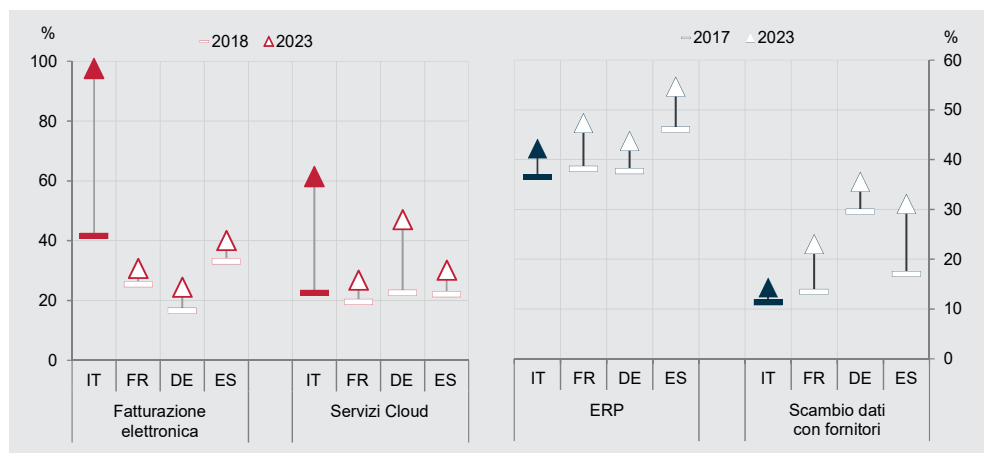 %
2018 2023
100
80
60
40
20
0
IT FR DE ES IT FR DE ES
Fatturazione
elettronica
Servizi Cloud
2017 2023
%
60
50
40
30
20
10
0
IT FR DE ES IT FR DE ES
ERP
Scambio dati
con fornitori